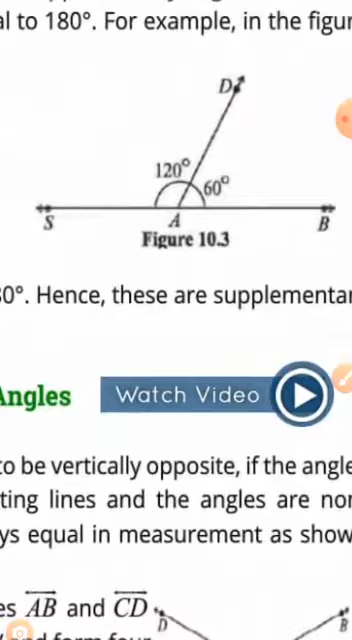 al to 180°. For example, in the figur
D
120°
60°
S A B
Figure 10.3
80°. Hence, these are supplementar
Angles Watch Video
to be vertically opposite, if the angle
ting lines and the angles are non
ys equal in measurement as show
es AB and CD
D B